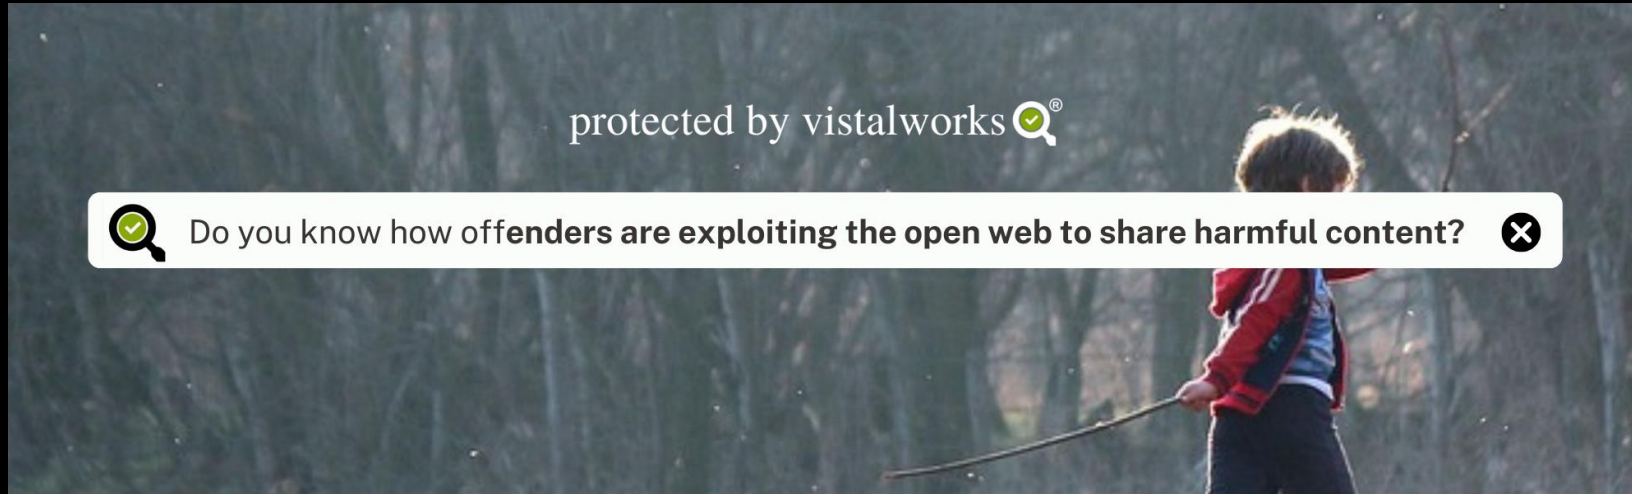 protected by vistalworks®
Do you know how offenders are exploiting the open web to share harmful content?